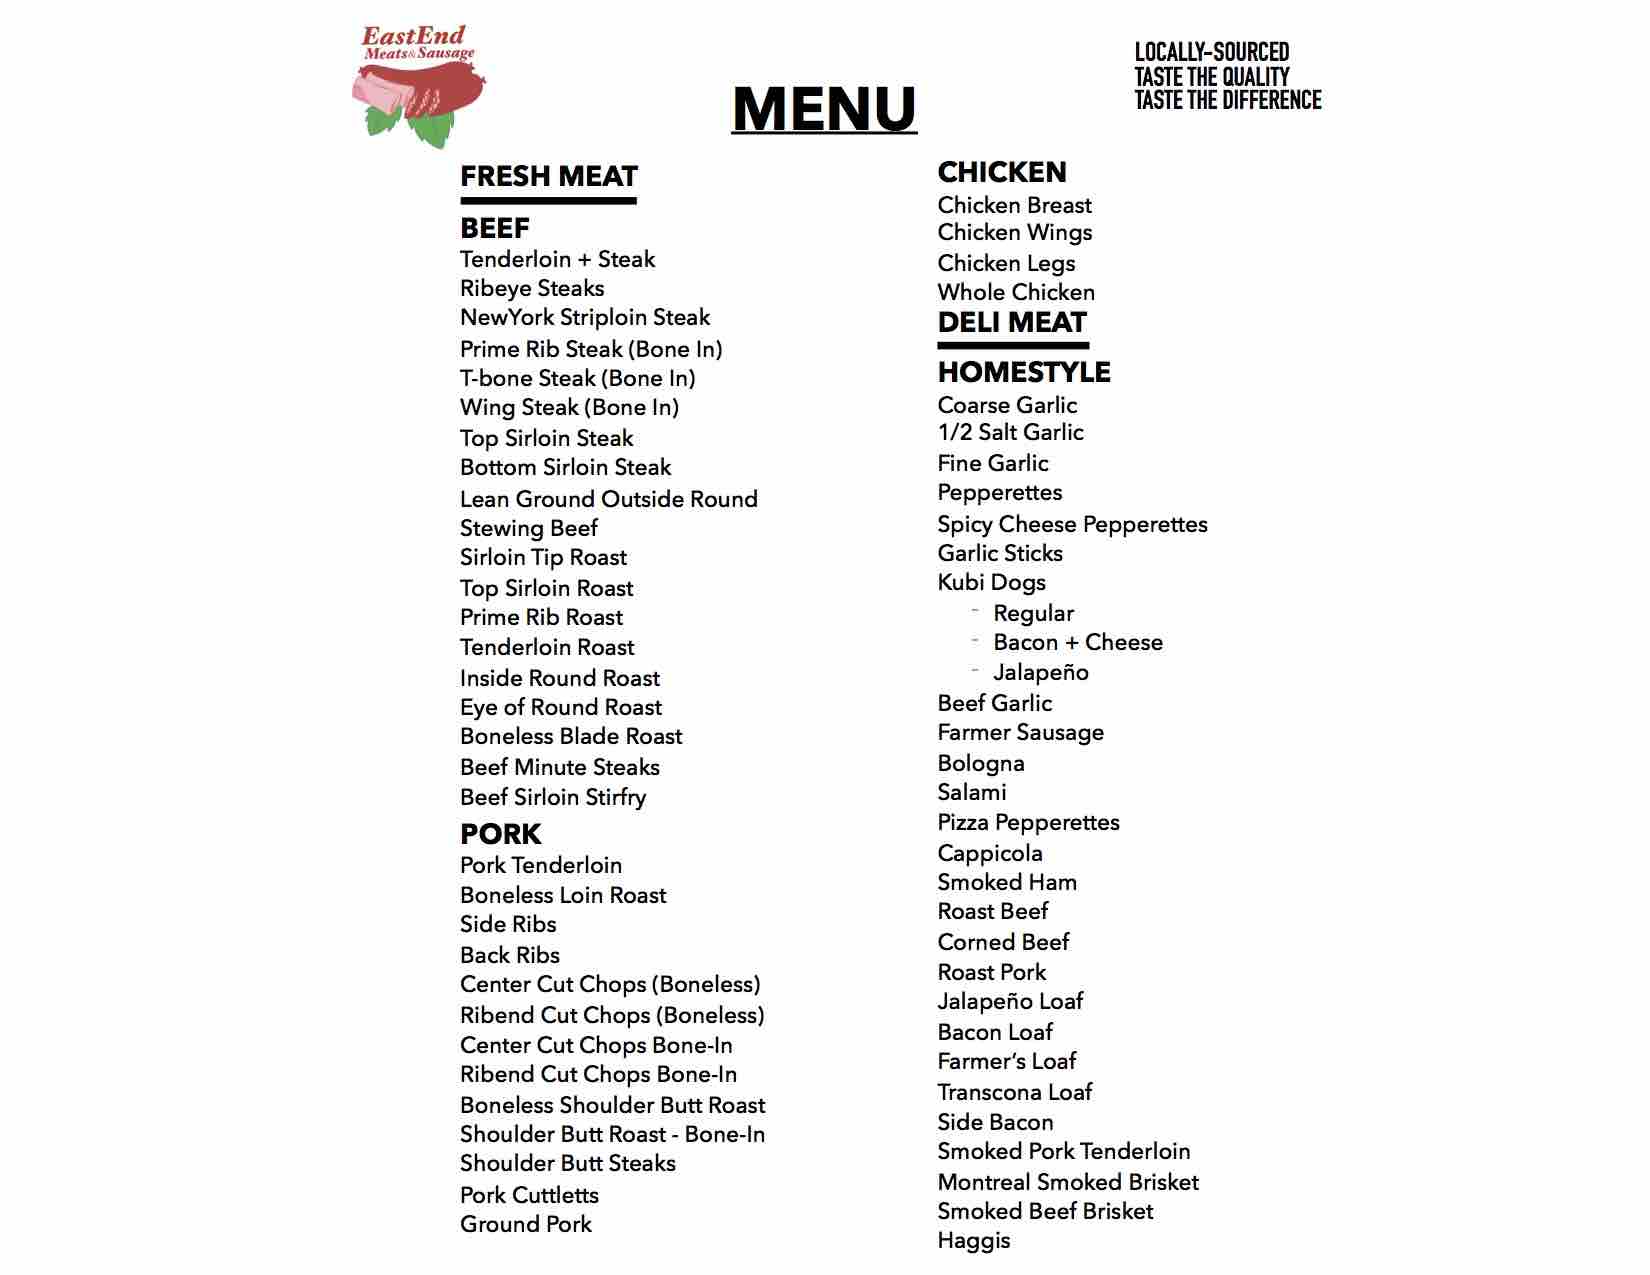 EastEnd
Meats&Sausage
LOCALLY-SOURCED
TASTE THE QUALITY
TASTE THE DIFFERENCE
MENU
FRESH MEAT
BEEF
Tenderloin + Steak
Ribeye Steaks
NewYork Striploin Steak
Prime Rib Steak (Bone In)
T-bone Steak (Bone In)
Wing Steak (Bone In)
Top Sirloin Steak
Bottom Sirloin Steak
Lean Ground Outside Round
Stewing Beef
Sirloin Tip Roast
Top Sirloin Roast
Prime Rib Roast
Tenderloin Roast
Inside Round Roast
Eye of Round Roast
Boneless Blade Roast
Beef Minute Steaks
Beef Sirloin Stirfry
PORK
Pork Tenderloin
Boneless Loin Roast
Side Ribs
Back Ribs
Center Cut Chops (Boneless)
Ribend Cut Chops (Boneless)
Center Cut Chops Bone-In
Ribend Cut Chops Bone-In
Boneless Shoulder Butt Roast
Shoulder Butt Roast - Bone-In
Shoulder Butt Steaks
Pork Cuttletts
Ground Pork
CHICKEN
Chicken Breast
Chicken Wings
Chicken Legs
Whole Chicken
DELI MEAT
HOMESTYLE
Coarse Garlic
1/2 Salt Garlic
Fine Garlic
Pepperettes
Spicy Cheese Pepperettes
Garlic Sticks
Kubi Dogs
- Regular
- Bacon + Cheese
- Jalapeño
Beef Garlic
Farmer Sausage
Bologna
Salami
Pizza Pepperettes
Cappicola
Smoked Ham
Roast Beef
Corned Beef
Roast Pork
Jalapeño Loaf
Bacon Loaf
Farmer’s Loaf
Transcona Loaf
Side Bacon
Smoked Pork Tenderloin
Montreal Smoked Brisket
Smoked Beef Brisket
Haggis